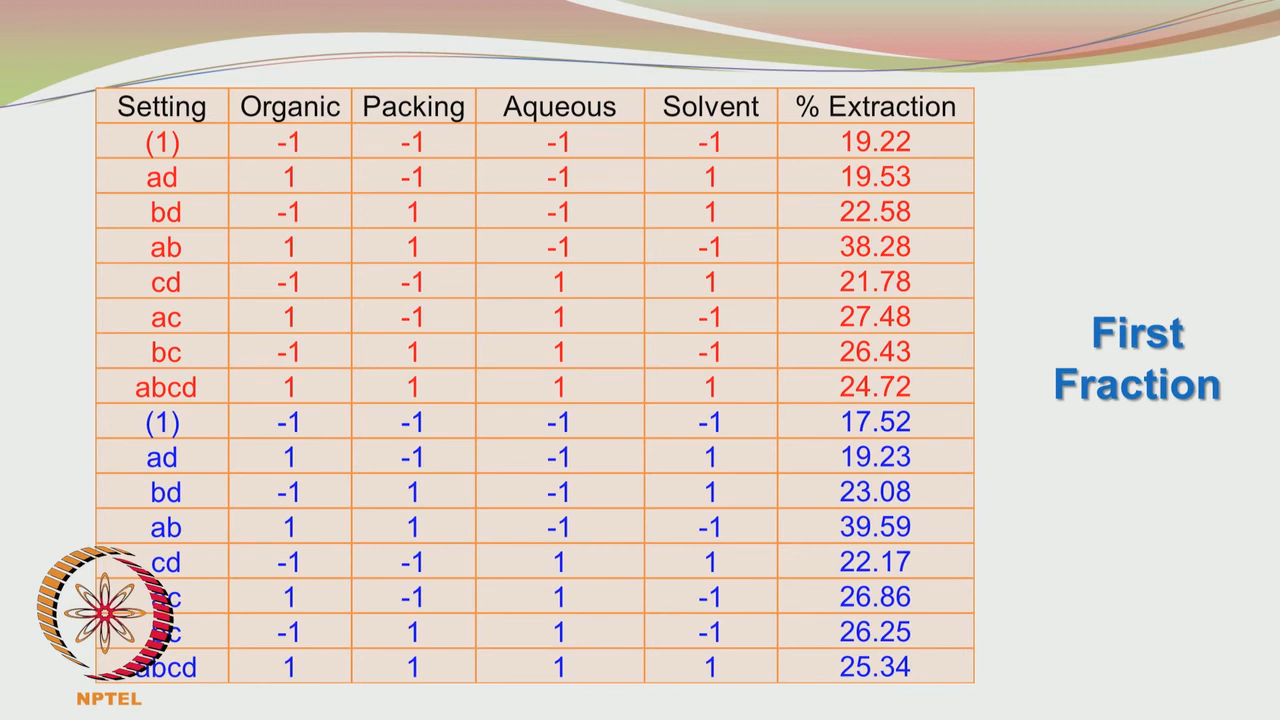 Setting Organic Packing Aqueous Solvent % Extraction
(1) -1 -1 -1 -1 19.22
ad 1 -1 -1 1 19.53
bd -1 1 -1 1 22.58
ab 1 1 -1 -1 38.28
cd -1 -1 1 1 21.78
ac 1 -1 1 -1 27.48
bc -1 1 1 -1 26.43
abcd 1 1 1 1 24.72
(1) -1 -1 -1 -1 17.52
ad 1 -1 -1 1 19.23
bd -1 1 -1 1 23.08
ab 1 1 -1 -1 39.59
cd -1 -1 1 1 22.17
1 -1 1 -1 26.86
-1 1 1 -1 26.25
abcd 1 1 1 1 25.34
First
Fraction
NPTEL